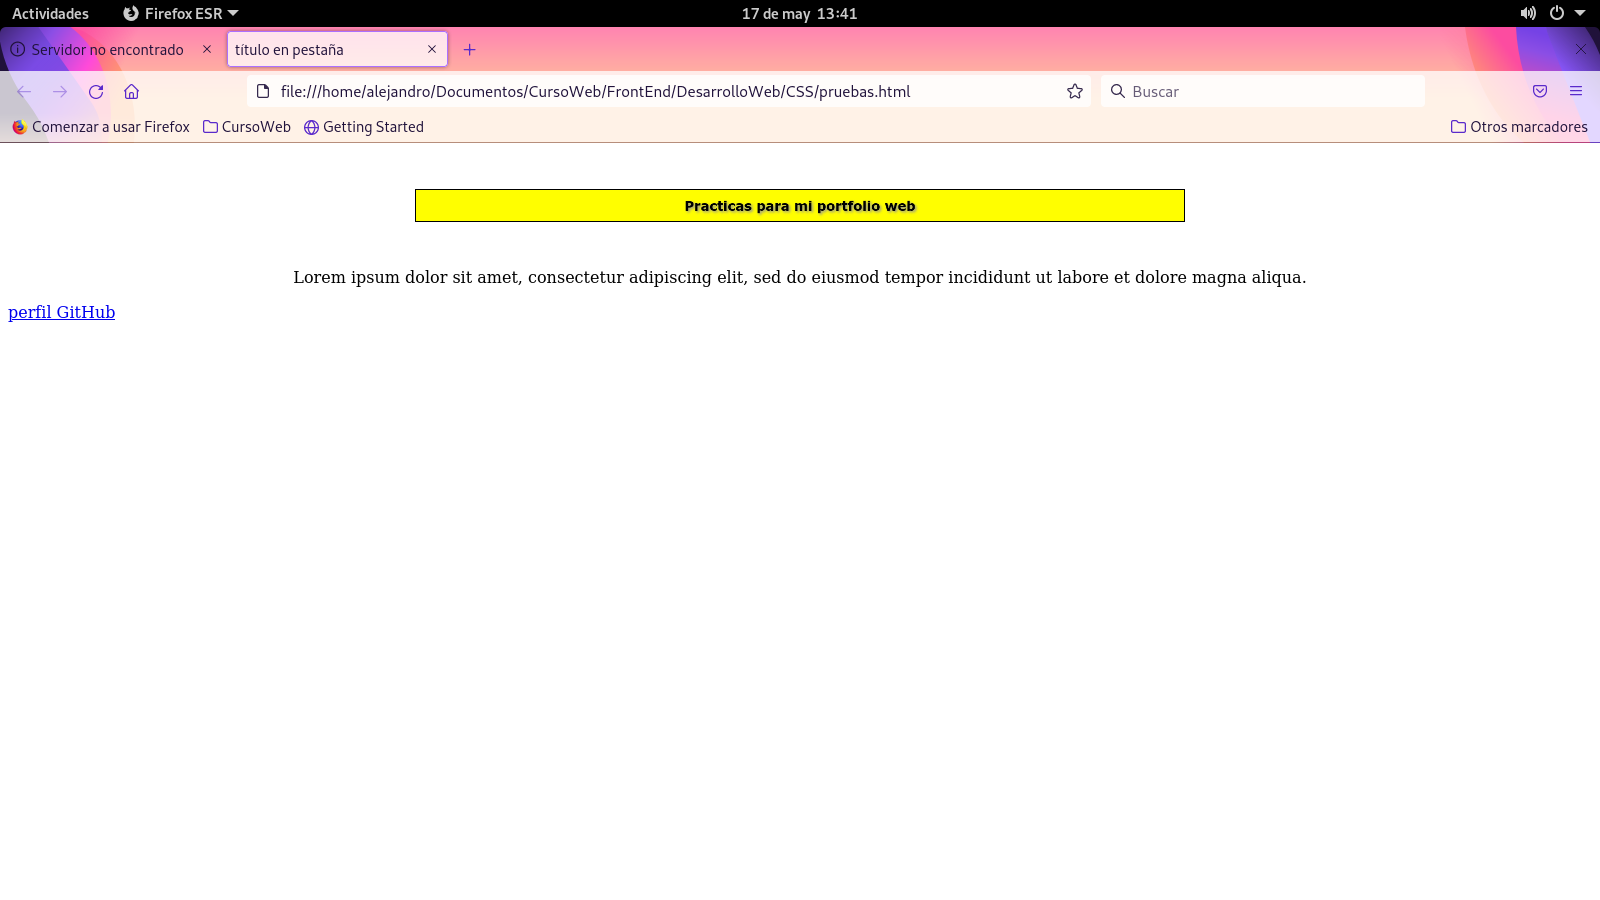 Actividades Firefox ESR 17 de may 13:41
Servidor no encontrado título en pestaña
file:///home/alejandro/Documentos/CursoWeb/FrontEnd/DesarrolloWeb/CSS/pruebas.html Buscar
Comenzar a usar Firefox CursoWeb Getting Started Otros marcadores
Practicas para mi portfolio web
Lorem ipsum dolor sit amet, consectetur adipiscing elit, sed do eiusmod tempor incididunt ut labore et dolore magna aliqua.
perfil GitHub